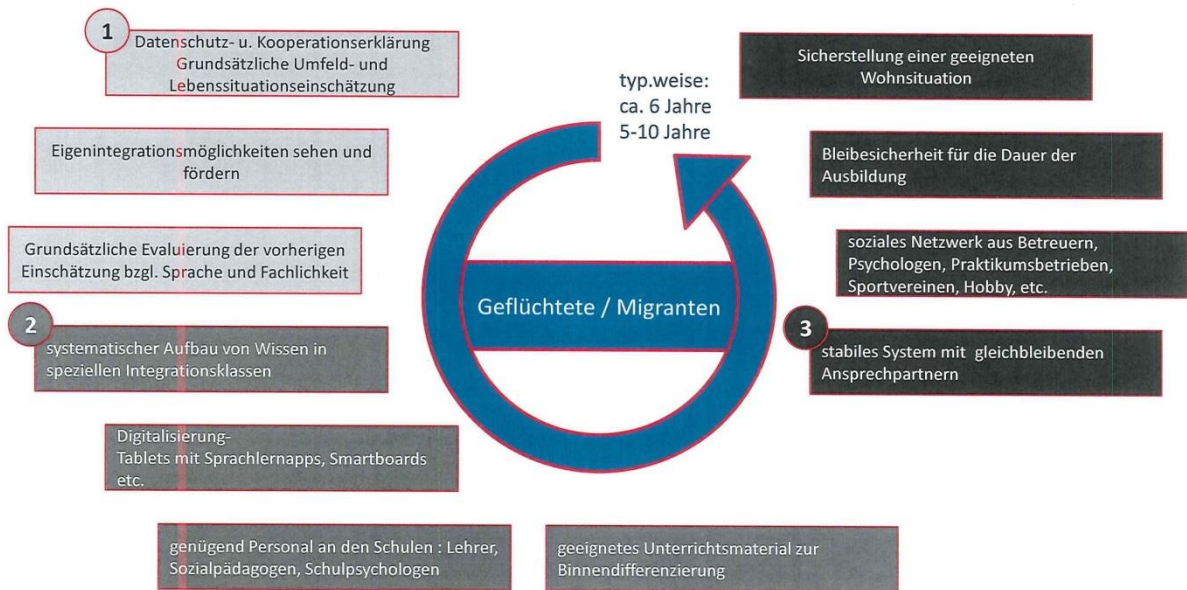 1
Datenschutz- u. Kooperationserklärung
Grundsätzliche Umfeld- und
Lebenssituationseinschätzung
Eigenintegrationsmöglichkeiten sehen und
fördern
Grundsätzliche Evaluierung der vorherigen
Einschätzung bzgl. Sprache und Fachlichkeit
2
systematischer Aufbau von Wissen in
speziellen Integrationsklassen
Digitalisierung-
Tablets mit Sprachlernapps, Smartboards
etc.
genügend Personal an den Schulen : Lehrer,
Sozialpädagogen, Schulpsychologen
geeignetes Unterrichtsmaterial zur
Binnendifferenzierung
3
stabiles System mit gleichbleibenden
Ansprechpartnern
soziales Netzwerk aus Betreuern,
Psychologen, Praktikumsbetrieben,
Sportvereinen, Hobby, etc.
Bleibesicherheit für die Dauer der
Ausbildung
Sicherstellung einer geeigneten
Wohnsituation
typ.weise:
ca. 6 Jahre
5-10 Jahre
Geflüchtete / Migranten